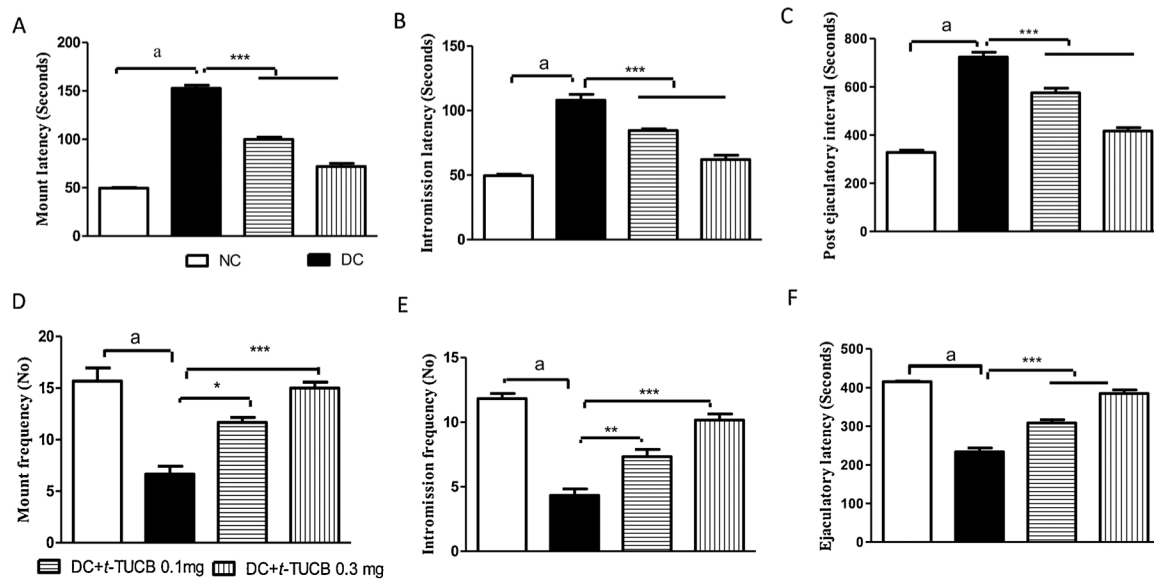 A
Mount latency (Seconds)
200
150
100
50
0
a
***
B
Intromission latency (Seconds)
150
100
50
0
a
***
C
Post ejaculatory interval (Seconds)
800
600
400
200
0
a
***
NC
DC
D
Mount frequency (No)
20
15
10
5
0
a
*
***
E
Intromission frequency (No)
15
10
5
0
a
**
***
F
Ejaculatory latency (Seconds)
500
400
300
200
100
0
a
***
DC+t-TUCB 0.1mg
DC+t-TUCB 0.3 mg